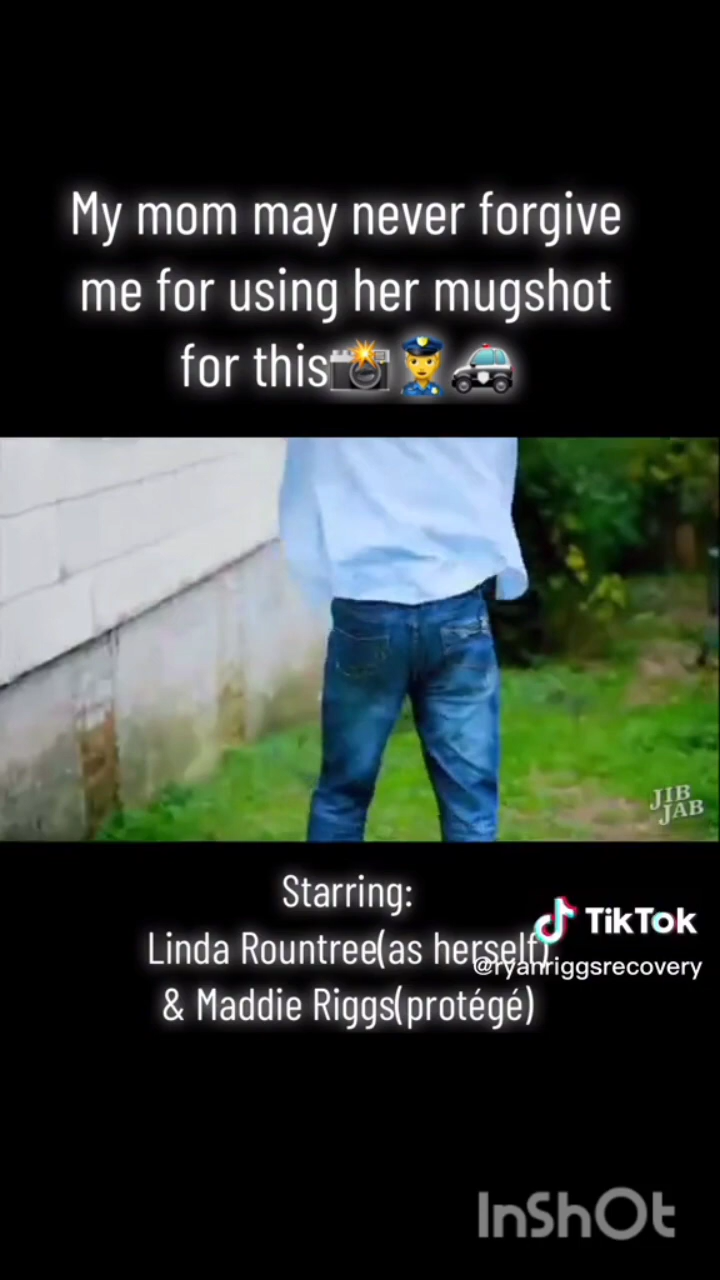 My mom may never forgive
me for using her mugshot
for this📸👮🚓
JIB
JAB
Starring:
Linda Rountree(as herself)
& Maddie Riggs(protégé)
TikTok
@ryanriggsrecovery
InShOt